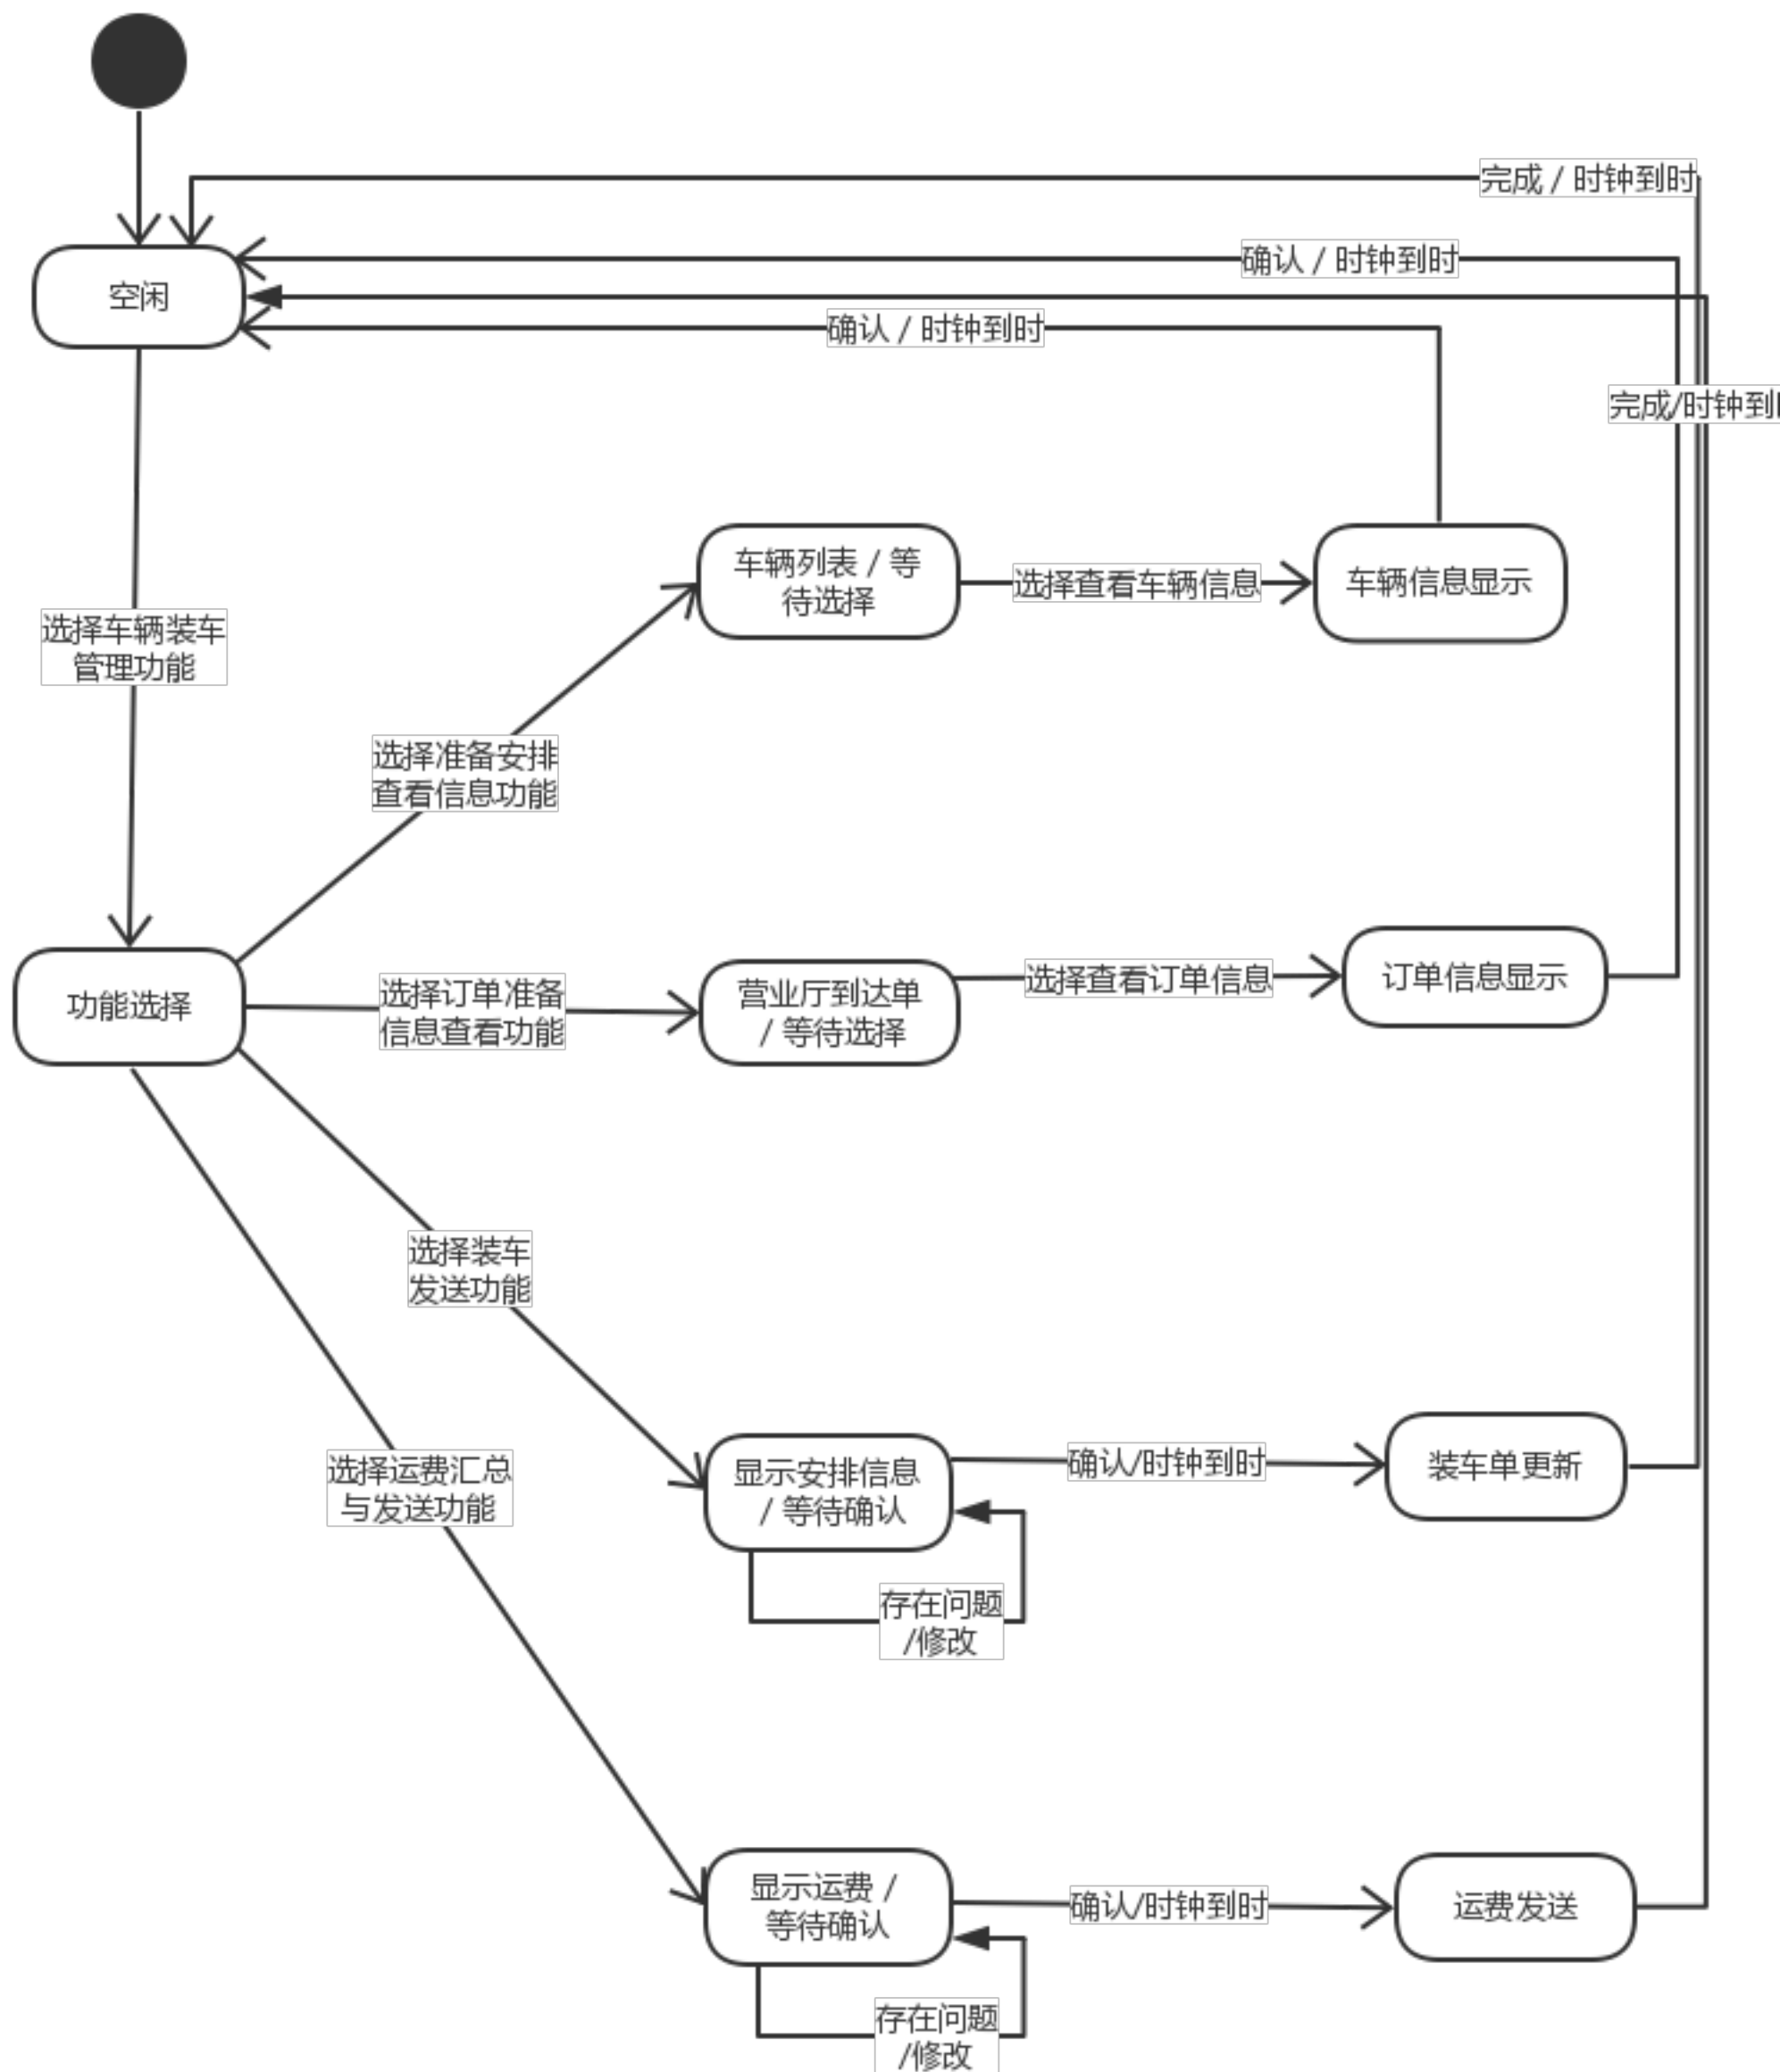 完成 / 时钟到时
确认 / 时钟到时
空闲
确认 / 时钟到时
完成/时钟到
车辆列表 / 等
待选择
选择查看车辆信息
车辆信息显示
选择车辆装车
管理功能
选择准备安排
查看信息功能
功能选择
选择订单准备
信息查看功能
营业厅到达单
/ 等待选择
选择查看订单信息
订单信息显示
选择装车
发送功能
显示安排信息
/ 等待确认
确认/时钟到时
装车单更新
选择运费汇总
与发送功能
存在问题
/修改
显示运费 /
等待确认
确认/时钟到时
运费发送
存在问题
/修改